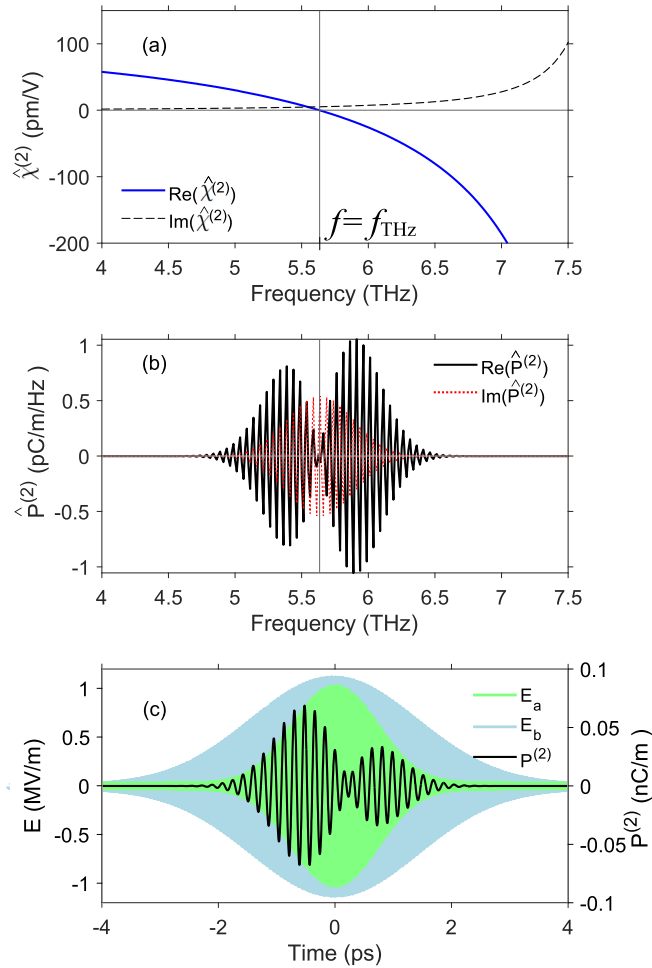 (a)
100
0
-100
-200
χ̂⁽²⁾ (pm/V)
Re(χ̂⁽²⁾)
Im(χ̂⁽²⁾)
f=f_THz
4 4.5 5 5.5 6 6.5 7 7.5
Frequency (THz)
(b)
1
0.5
0
-0.5
-1
P̂⁽²⁾ (pC/m/Hz)
Re(P̂⁽²⁾)
Im(P̂⁽²⁾)
4 4.5 5 5.5 6 6.5 7 7.5
Frequency (THz)
(c)
1
0.5
0
-0.5
-1
E (MV/m)
E_a
E_b
P⁽²⁾
0.1
0.05
0
-0.05
-0.1
P⁽²⁾ (nC/m)
-4 -2 0 2 4
Time (ps)